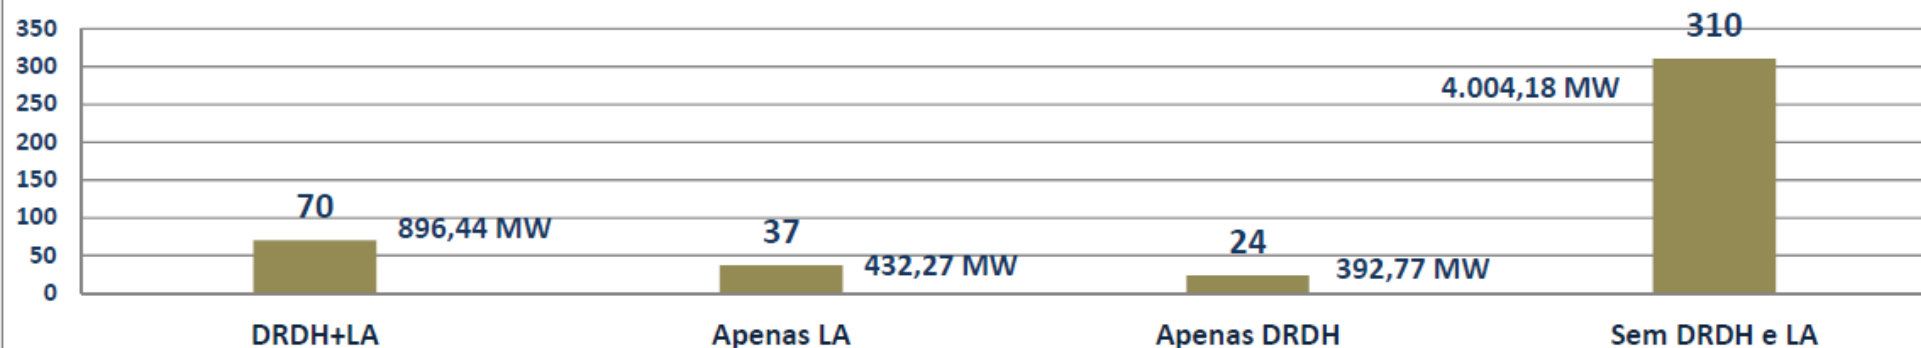 350
300
250
200
150
100
50
0
70
896,44 MW
37
432,27 MW
24
392,77 MW
310
4.004,18 MW
DRDH+LA
Apenas LA
Apenas DRDH
Sem DRDH e LA